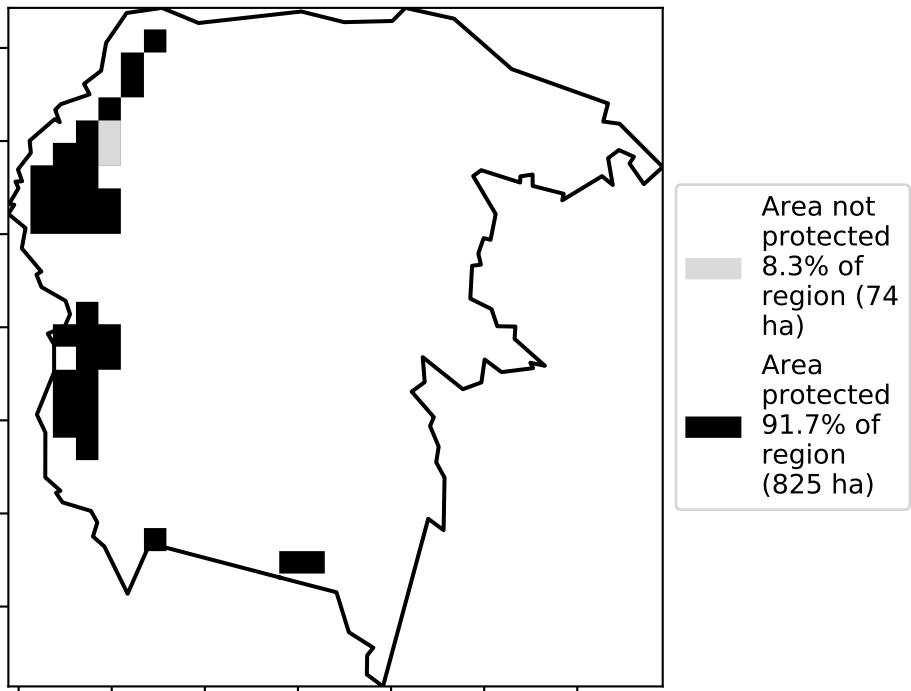 Area not
protected
8.3% of
region (74
ha)
Area
protected
91.7% of
region
(825 ha)